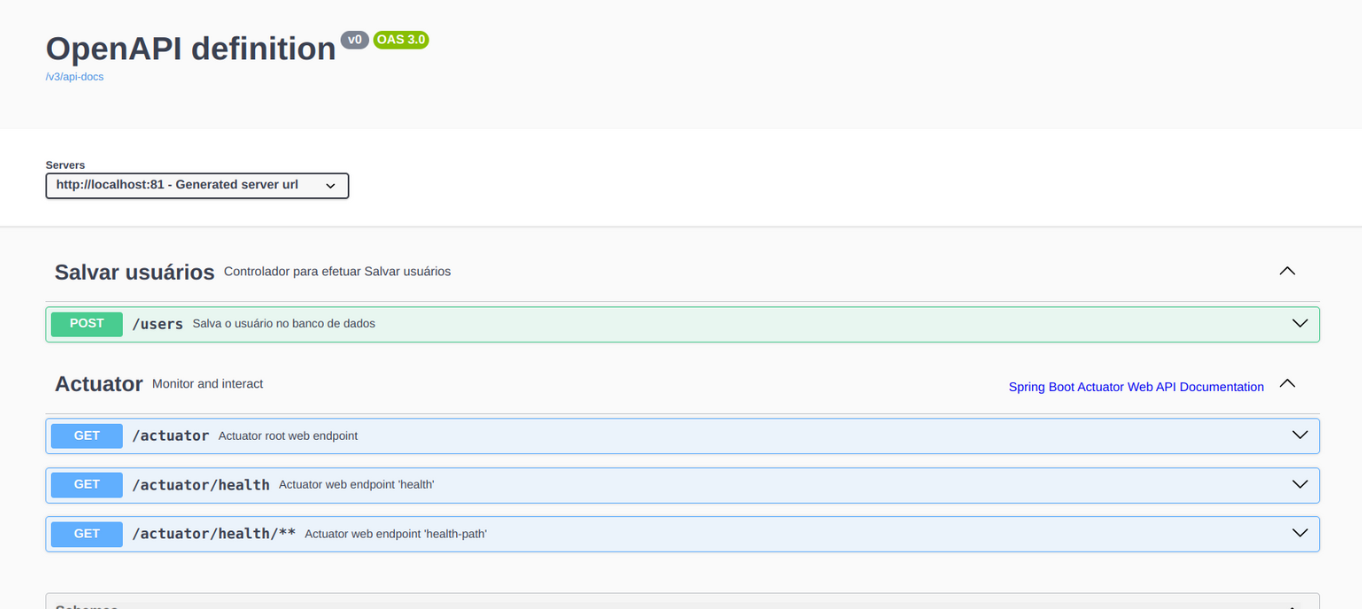 OpenAPI definition v0 OAS 3.0
/v3/api-docs
Servers
http://localhost:81 - Generated server url
Salvar usuários Controlador para efetuar Salvar usuários
POST /users Salva o usuário no banco de dados
Actuator Monitor and interact Spring Boot Actuator Web API Documentation
GET /actuator Actuator root web endpoint
GET /actuator/health Actuator web endpoint 'health'
GET /actuator/health/** Actuator web endpoint 'health-path'
Schemas